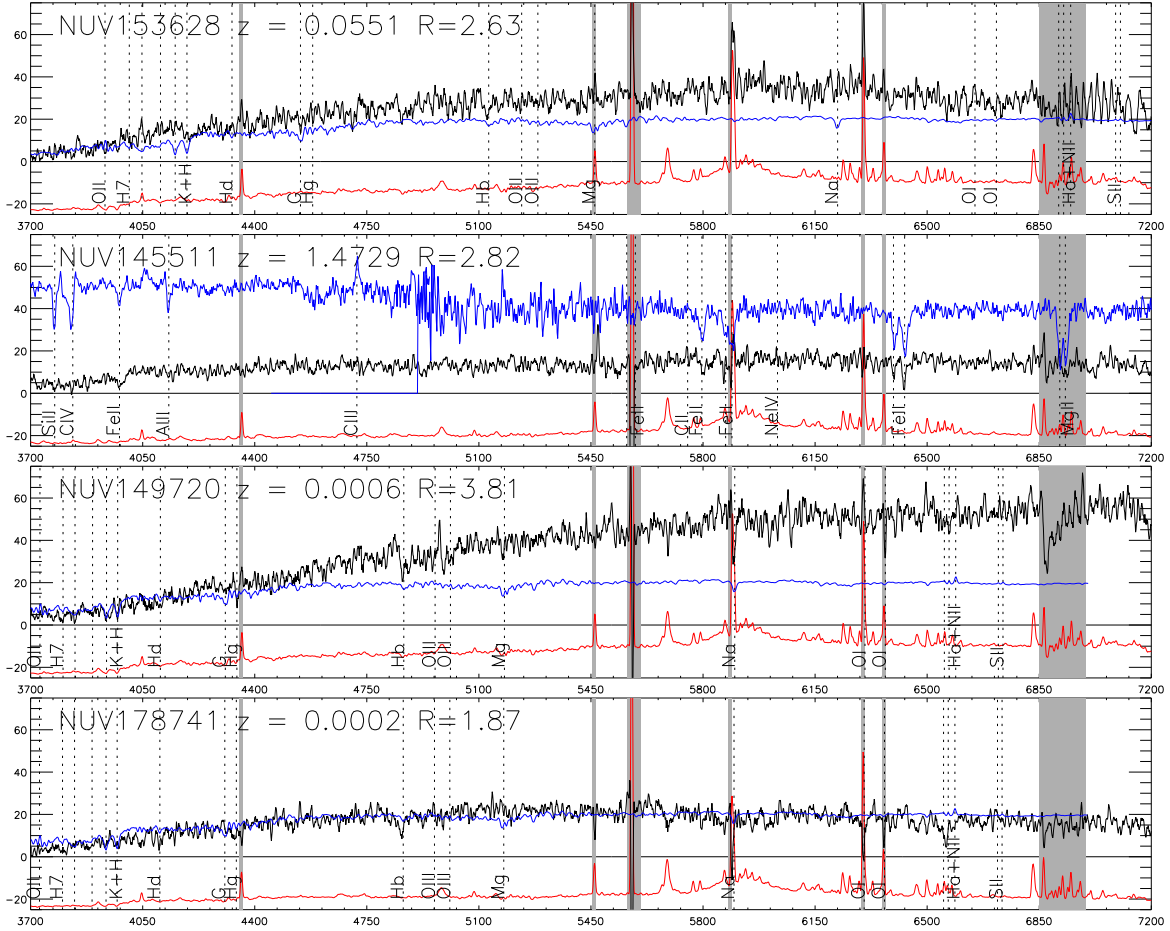 NUV153628 z = 0.0551 R=2.63
60
40
20
0
-20
OII H7 K+H Hd G Hg Hb OIII OIII Mg Na OI OI Ha+NII SII
3700 4050 4400 4750 5100 5450 5800 6150 6500 6850 7200
NUV145511 z = 1.4729 R=2.82
60
40
20
0
-20
SiII CIV FeII AlII CIII FeII CII FeII FeII NeIV FeII MgII
3700 4050 4400 4750 5100 5450 5800 6150 6500 6850 7200
NUV149720 z = 0.0006 R=3.81
60
40
20
0
-20
OII H7 K+H Hd G Hg Hb OIII OIII Mg Na OI OI Ha+NII SII
3700 4050 4400 4750 5100 5450 5800 6150 6500 6850 7200
NUV178741 z = 0.0002 R=1.87
60
40
20
0
-20
OII H7 K+H Hd G Hg Hb OIII OIII Mg Na OI OI Ha+NII SII
3700 4050 4400 4750 5100 5450 5800 6150 6500 6850 7200